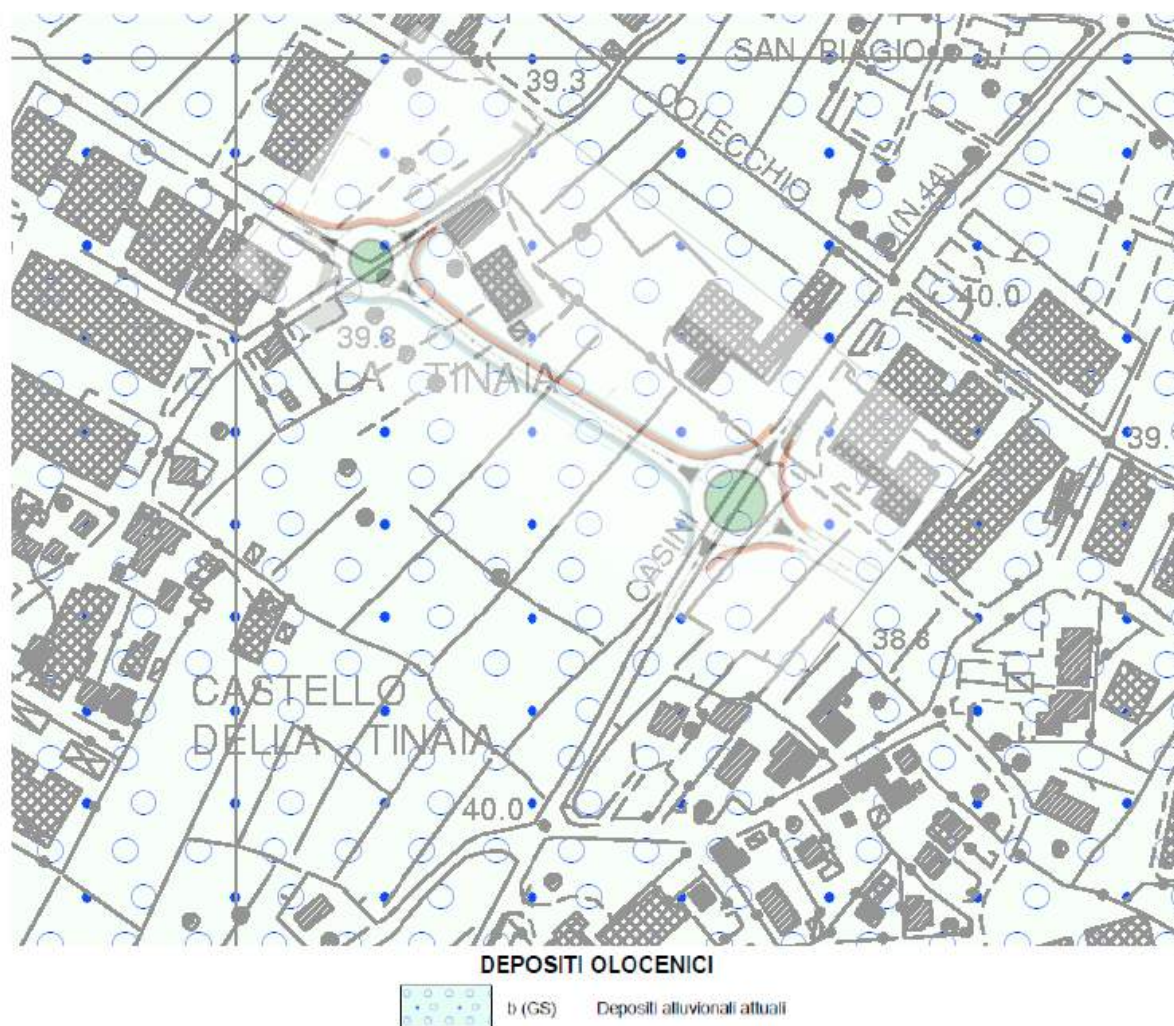 SAN BIAGIO
39.3
COLECCHIO
(N.44)
40.0
39.8
LA TINAIA
39.
CASINI
38.8
CASTELLO
DELLA TINAIA
40.0
DEPOSITI OLOCENICI
b (GS) Depositi alluvionali attuali